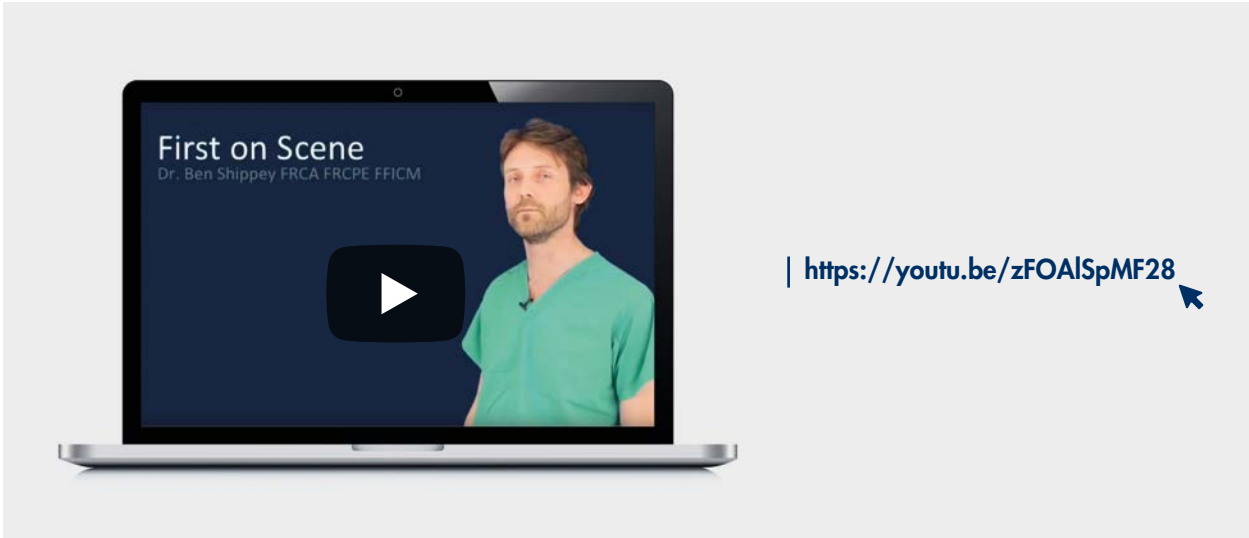 First on Scene
Dr. Ben Shippey FRCA FRCPE FFICM
| https://youtu.be/zFOAlSpMF28